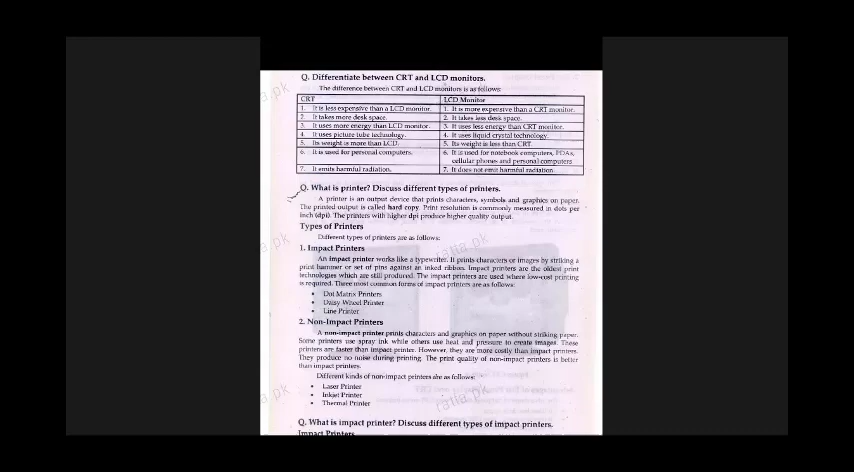 Q. Differentiate between CRT and LCD monitors.
The difference between CRT and LCD monitors is as follows:
CRT LCD Monitor
1. It is less expensive than a LCD monitor. 1. It is more expensive than a CRT monitor.
2. It takes more desk space. 2. It takes less desk space.
3. It uses more energy than LCD monitor. 3. It uses less energy than CRT monitor.
4. It uses picture tube technology. 4. It uses liquid crystal technology.
5. Its weight is more than LCD. 5. Its weight is less than CRT.
6. It is used for personal computers. 6. It is used for notebook computers, PDAs,
cellular phones and personal computers
7. It emits harmful radiation. 7. It does not emit harmful radiation
Q. What is printer? Discuss different types of printers.
A printer is an output device that prints characters, symbols and graphics on paper.
The printed output is called hard copy. Print resolution is commonly measured in dots per
inch (dpi). The printers with higher dpi produce higher quality output.
Types of Printers
Different types of printers are as follows:
1. Impact Printers
An impact printer works like a typewriter. It prints characters or images by striking a
print hammer or set of pins against an inked ribbon. Impact printers are the oldest print
technologies which are still produced. The impact printers are used where low-cost printing
is required. Three most common forms of impact printers are as follows:
• Dot Matrix Printers
• Daisy Wheel Printer
• Line Printer
2. Non-Impact Printers
A non-impact printer prints characters and graphics on paper without striking paper.
Some printers use spray ink while others use heat and pressure to create images. These
printers are faster than impact printer. However, they are more costly than impact printers.
They produce no noise during printing. The print quality of non-impact printers is better
than impact printers.
Different kinds of non-impact printers are as follows:
• Laser Printer
• Inkjet Printer
• Thermal Printer
Q. What is impact printer? Discuss different types of impact printers.
Impact Printers